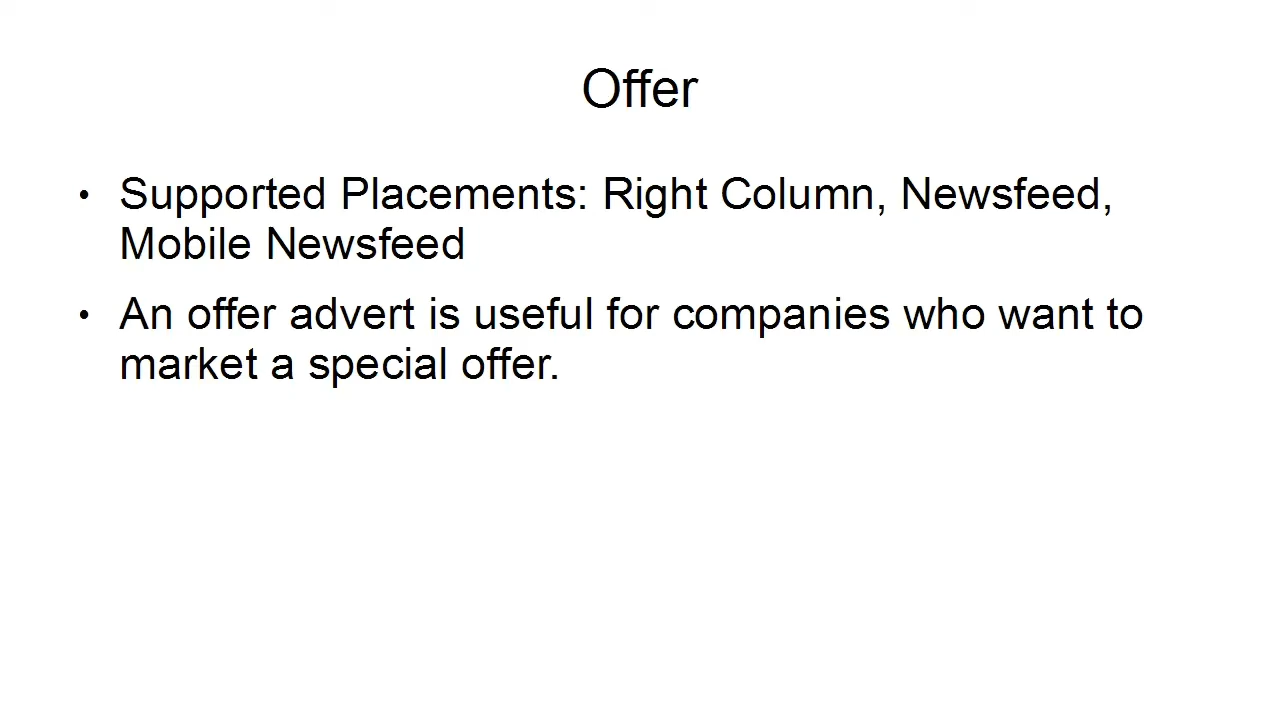 Offer
• Supported Placements: Right Column, Newsfeed,
Mobile Newsfeed
• An offer advert is useful for companies who want to
market a special offer.